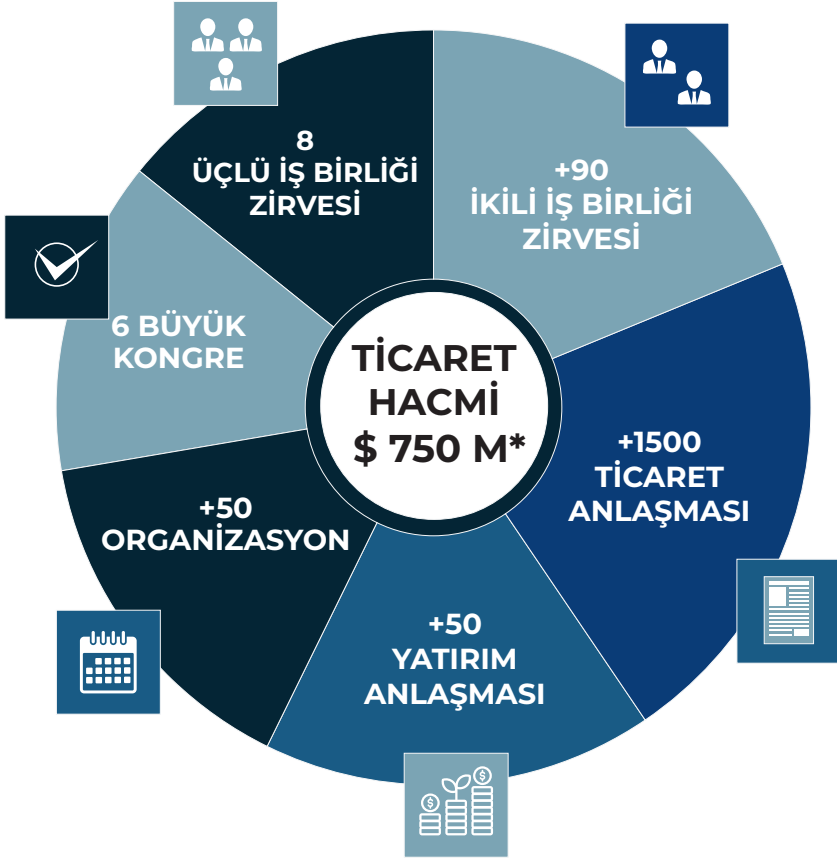 8
ÜÇLÜ İŞ BİRLİĞİ
ZİRVESİ
+90
İKİLİ İŞ BİRLİĞİ
ZİRVESİ
6 BÜYÜK
KONGRE
TİCARET
HACMİ
$ 750 M*
+1500
TİCARET
ANLAŞMASI
+50
ORGANİZASYON
+50
YATIRIM
ANLAŞMASI
$
$